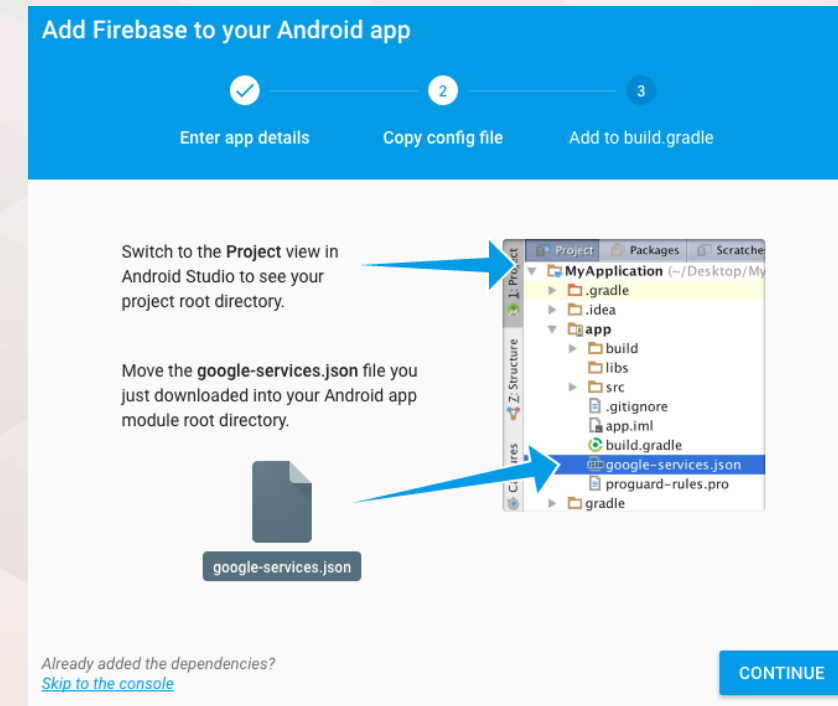 Add Firebase to your Android app
2
3
Enter app details
Copy config file
Add to build.gradle
Switch to the Project view in
Android Studio to see your
project root directory.
Move the google-services.json file you
just downloaded into your Android app
module root directory.
google-services.json
Project
Packages
Scratche
1: Project
MyApplication (~/Desktop/My
.gradle
.idea
app
build
libs
src
.gitignore
app.iml
build.gradle
google-services.json
proguard-rules.pro
gradle
Z: Structure
Already added the dependencies?
Skip to the console
CONTINUE